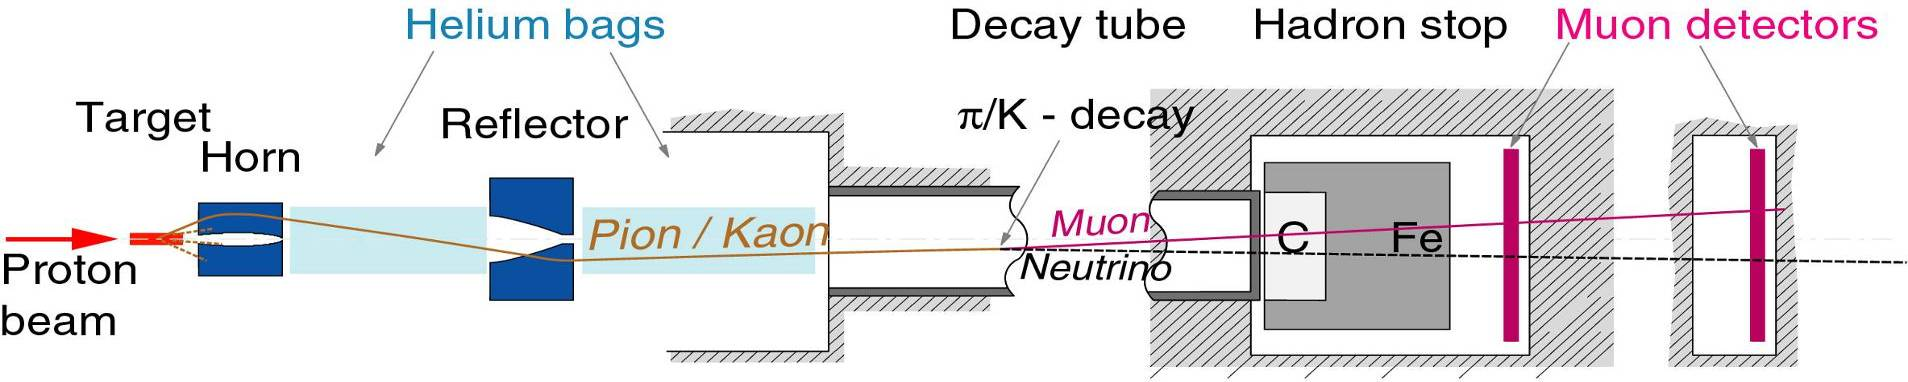 Helium bags
Decay tube
Hadron stop
Muon detectors
Target
Reflector
π/K - decay
Horn
Pion / Kaon
Muon
C
Fe
Proton
beam
Neutrino